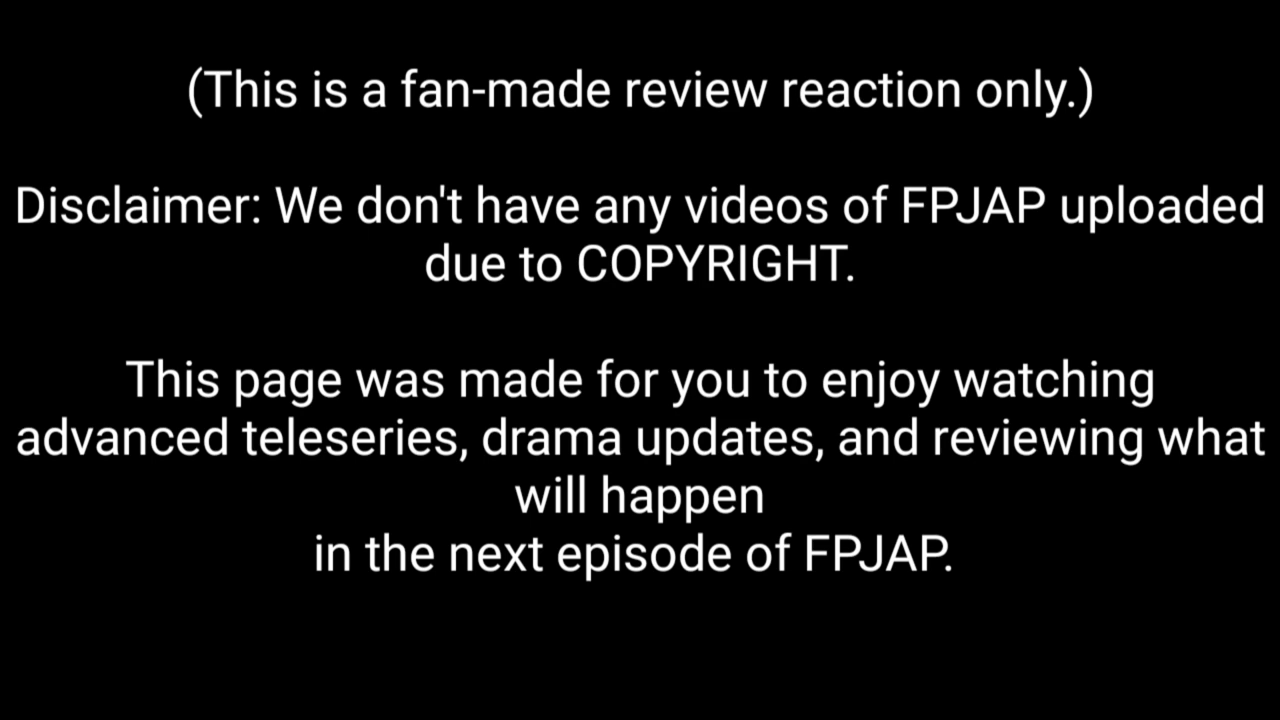 (This is a fan-made review reaction only.)
Disclaimer: We don't have any videos of FPJAP uploaded
due to COPYRIGHT.
This page was made for you to enjoy watching
advanced teleseries, drama updates, and reviewing what
will happen
in the next episode of FPJAP.